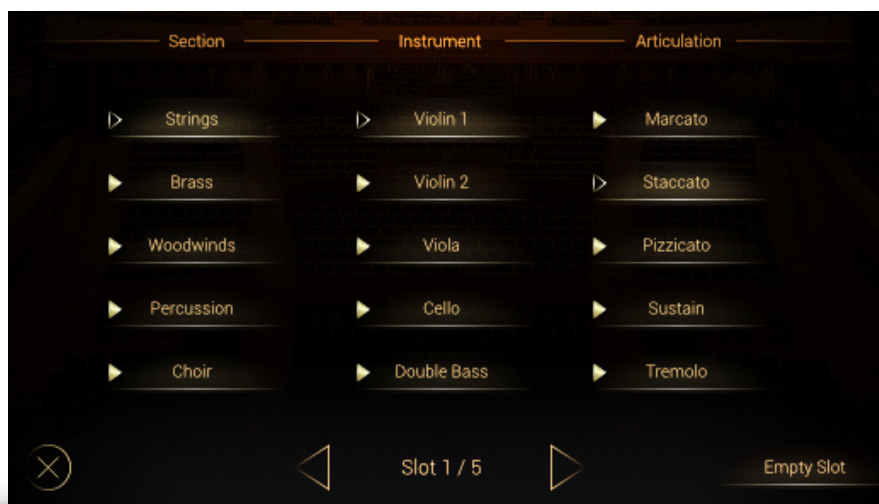 Section Instrument Articulation
Strings Violin 1 Marcato
Brass Violin 2 Staccato
Woodwinds Viola Pizzicato
Percussion Cello Sustain
Choir Double Bass Tremolo
Slot 1 / 5 Empty Slot